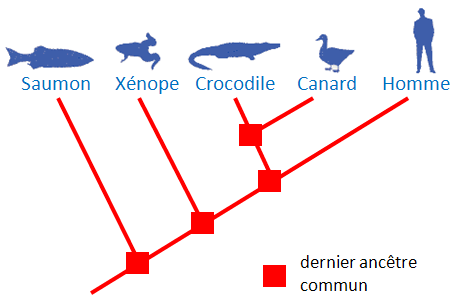 Saumon Xénope Crocodile Canard Homme
dernier ancêtre
commun